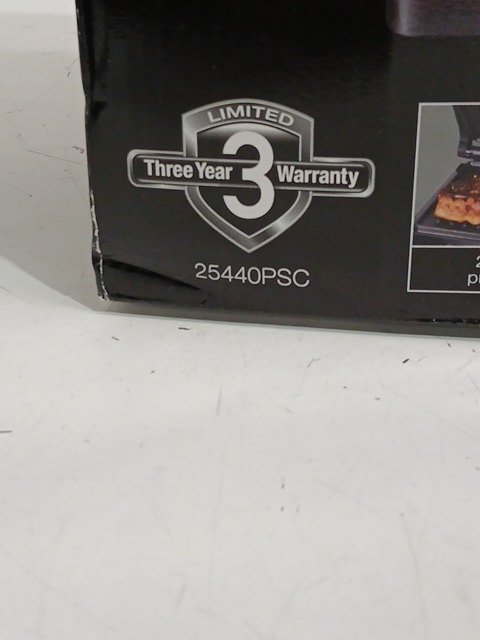 LIMITED
Three Year 3 Warranty
25440PSC